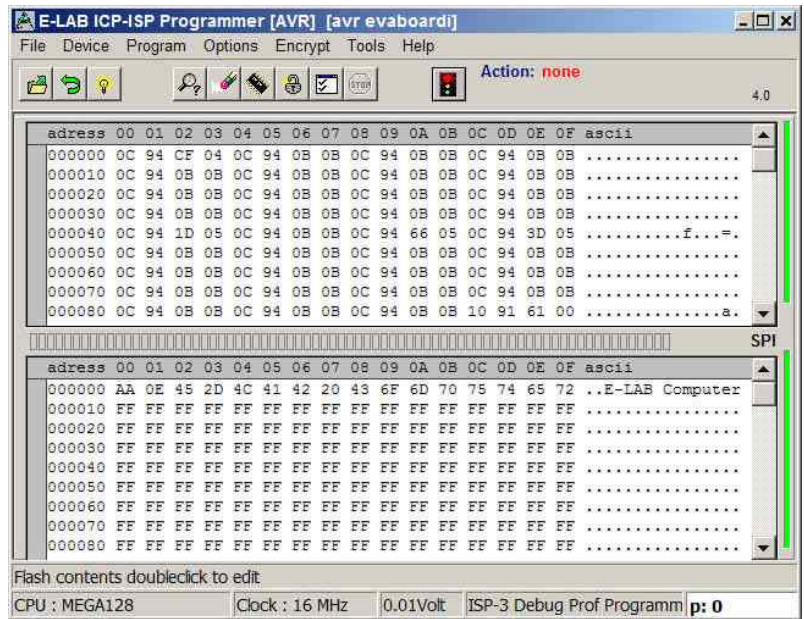 E-LAB ICP-ISP Programmer [AVR] [avr evaboardi]
File Device Program Options Encrypt Tools Help
STOP
Action: none
4.0
adress 00 01 02 03 04 05 06 07 08 09 0A 0B 0C 0D 0E 0F ascii
000000 0C 94 CF 04 0C 94 0B 0B 0C 94 0B 0B 0C 94 0B 0B ................
000010 0C 94 0B 0B 0C 94 0B 0B 0C 94 0B 0B 0C 94 0B 0B ................
000020 0C 94 0B 0B 0C 94 0B 0B 0C 94 0B 0B 0C 94 0B 0B ................
000030 0C 94 0B 0B 0C 94 0B 0B 0C 94 0B 0B 0C 94 0B 0B ................
000040 0C 94 1D 05 0C 94 0B 0B 0C 94 66 05 0C 94 3D 05 ..........f...=.
000050 0C 94 0B 0B 0C 94 0B 0B 0C 94 0B 0B 0C 94 0B 0B ................
000060 0C 94 0B 0B 0C 94 0B 0B 0C 94 0B 0B 0C 94 0B 0B ................
000070 0C 94 0B 0B 0C 94 0B 0B 0C 94 0B 0B 0C 94 0B 0B ................
000080 0C 94 0B 0B 0C 94 0B 0B 0C 94 0B 0B 10 91 61 00 ..............a.
SPI
adress 00 01 02 03 04 05 06 07 08 09 0A 0B 0C 0D 0E 0F ascii
000000 AA 0E 45 2D 4C 41 42 20 43 6F 6D 70 75 74 65 72 ..E-LAB Computer
000010 FF FF FF FF FF FF FF FF FF FF FF FF FF FF FF FF ................
000020 FF FF FF FF FF FF FF FF FF FF FF FF FF FF FF FF ................
000030 FF FF FF FF FF FF FF FF FF FF FF FF FF FF FF FF ................
000040 FF FF FF FF FF FF FF FF FF FF FF FF FF FF FF FF ................
000050 FF FF FF FF FF FF FF FF FF FF FF FF FF FF FF FF ................
000060 FF FF FF FF FF FF FF FF FF FF FF FF FF FF FF FF ................
000070 FF FF FF FF FF FF FF FF FF FF FF FF FF FF FF FF ................
000080 FF FF FF FF FF FF FF FF FF FF FF FF FF FF FF FF ................
Flash contents doubleclick to edit
CPU : MEGA128 Clock : 16 MHz 0.01Volt ISP-3 Debug Prof Programm p: 0